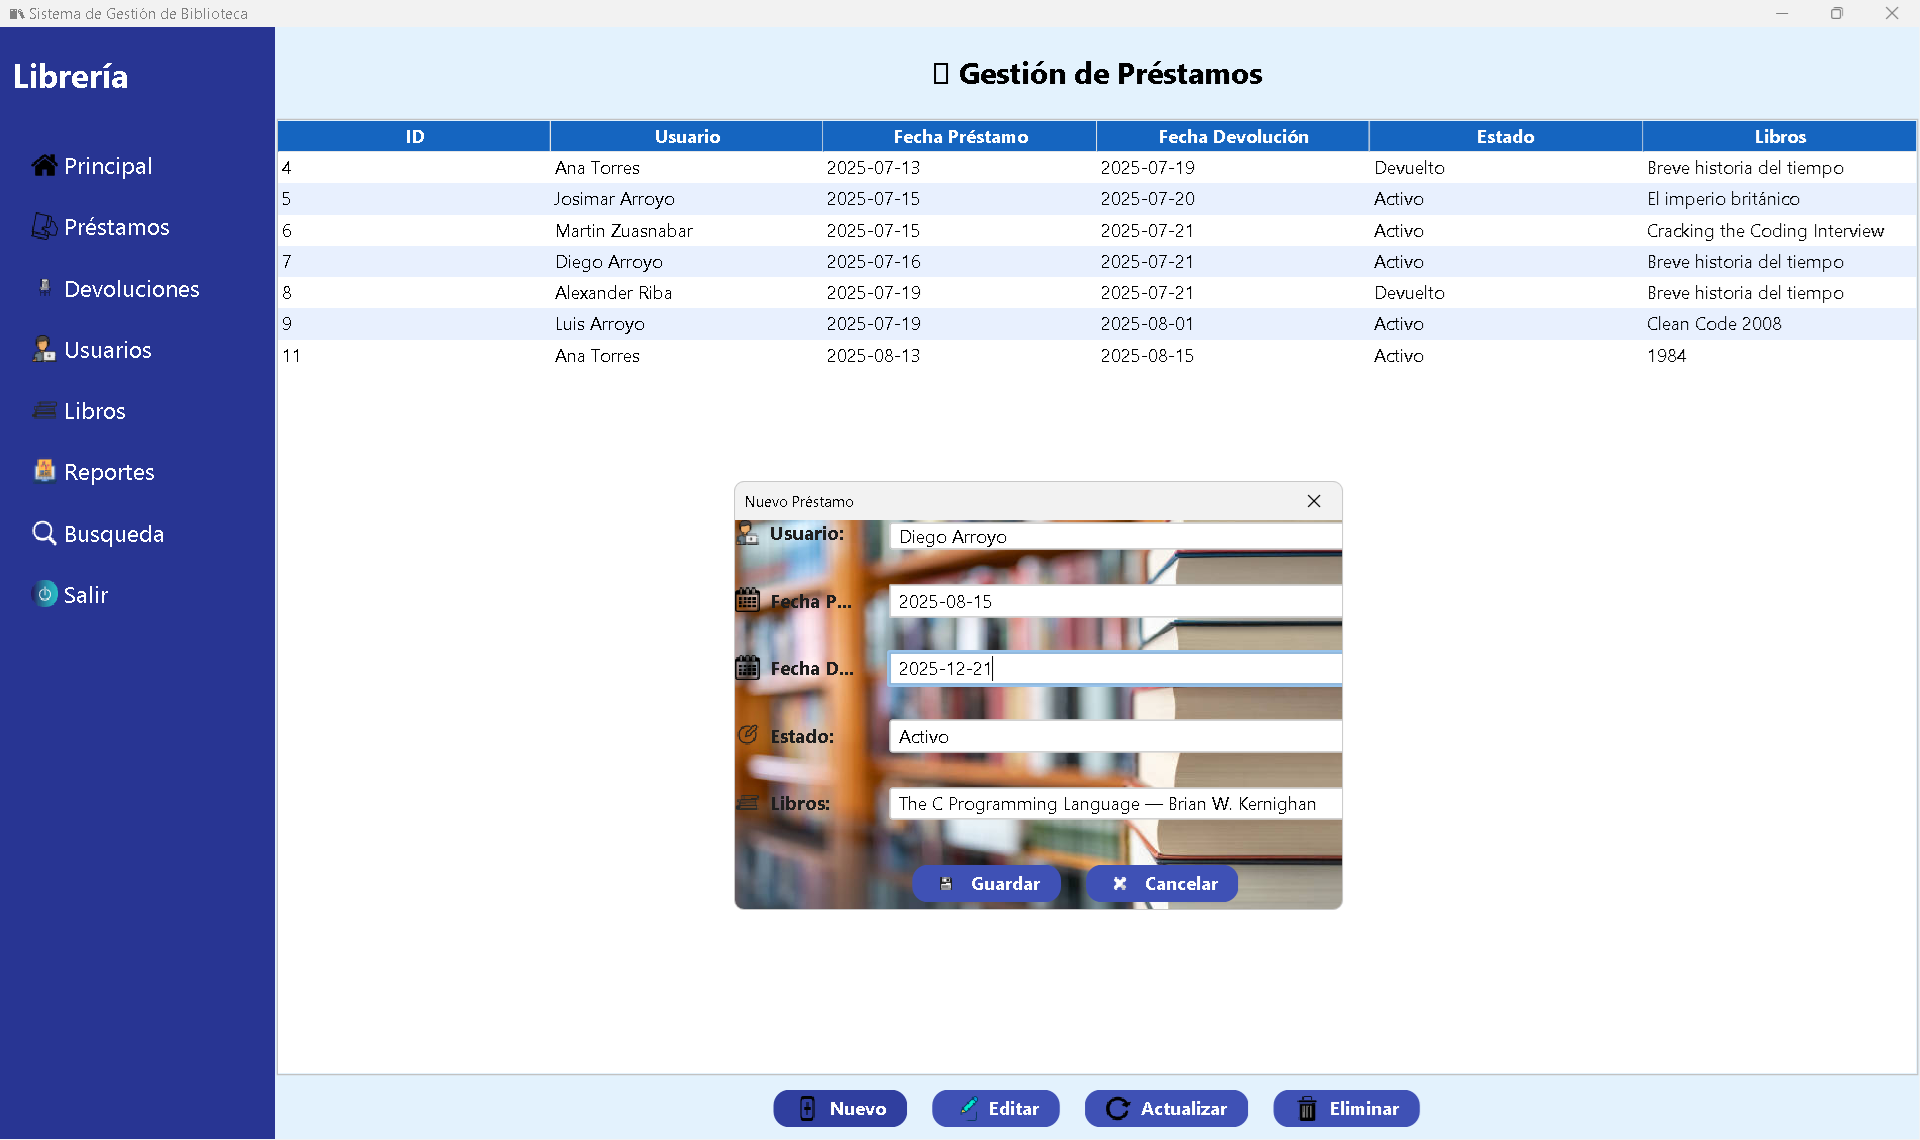 Sistema de Gestión de Biblioteca
Librería
Principal
Préstamos
Devoluciones
Usuarios
Libros
Reportes
Busqueda
Salir
Gestión de Préstamos
ID Usuario Fecha Préstamo Fecha Devolución Estado Libros
4 Ana Torres 2025-07-13 2025-07-19 Devuelto Breve historia del tiempo
5 Josimar Arroyo 2025-07-15 2025-07-20 Activo El imperio británico
6 Martin Zuasnabar 2025-07-15 2025-07-21 Activo Cracking the Coding Interview
7 Diego Arroyo 2025-07-16 2025-07-21 Activo Breve historia del tiempo
8 Alexander Riba 2025-07-19 2025-07-21 Devuelto Breve historia del tiempo
9 Luis Arroyo 2025-07-19 2025-08-01 Activo Clean Code 2008
11 Ana Torres 2025-08-13 2025-08-15 Activo 1984
Nuevo Préstamo
Usuario: Diego Arroyo
Fecha P... 2025-08-15
Fecha D... 2025-12-21
Estado: Activo
Libros: The C Programming Language — Brian W. Kernighan
Guardar Cancelar
Nuevo Editar Actualizar Eliminar